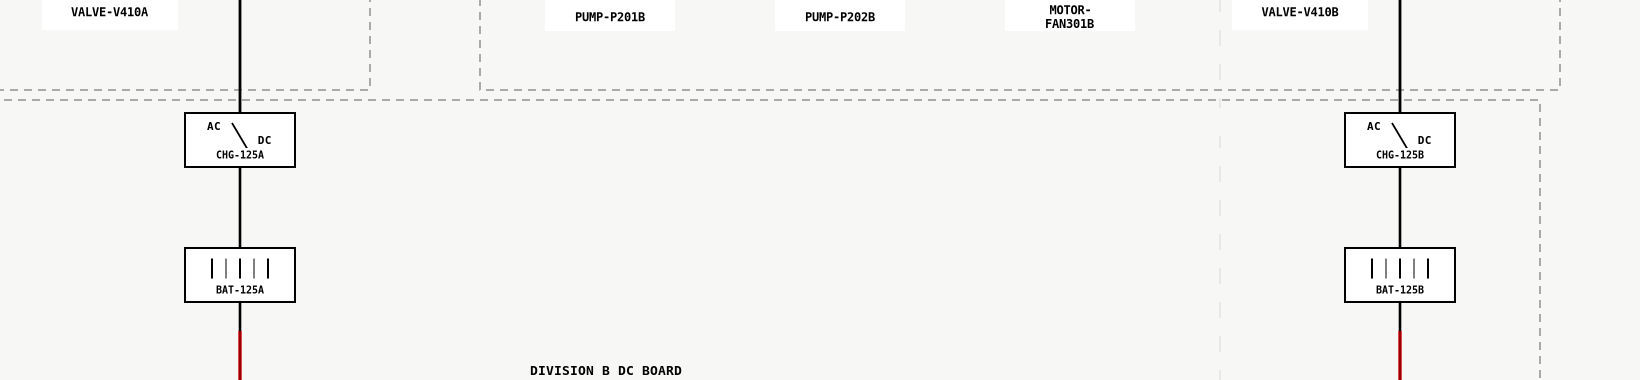 VALVE-V410A
PUMP-P201B
PUMP-P202B
MOTOR-
FAN301B
VALVE-V410B
AC
DC
CHG-125A
AC
DC
CHG-125B
BAT-125A
BAT-125B
DIVISION B DC BOARD